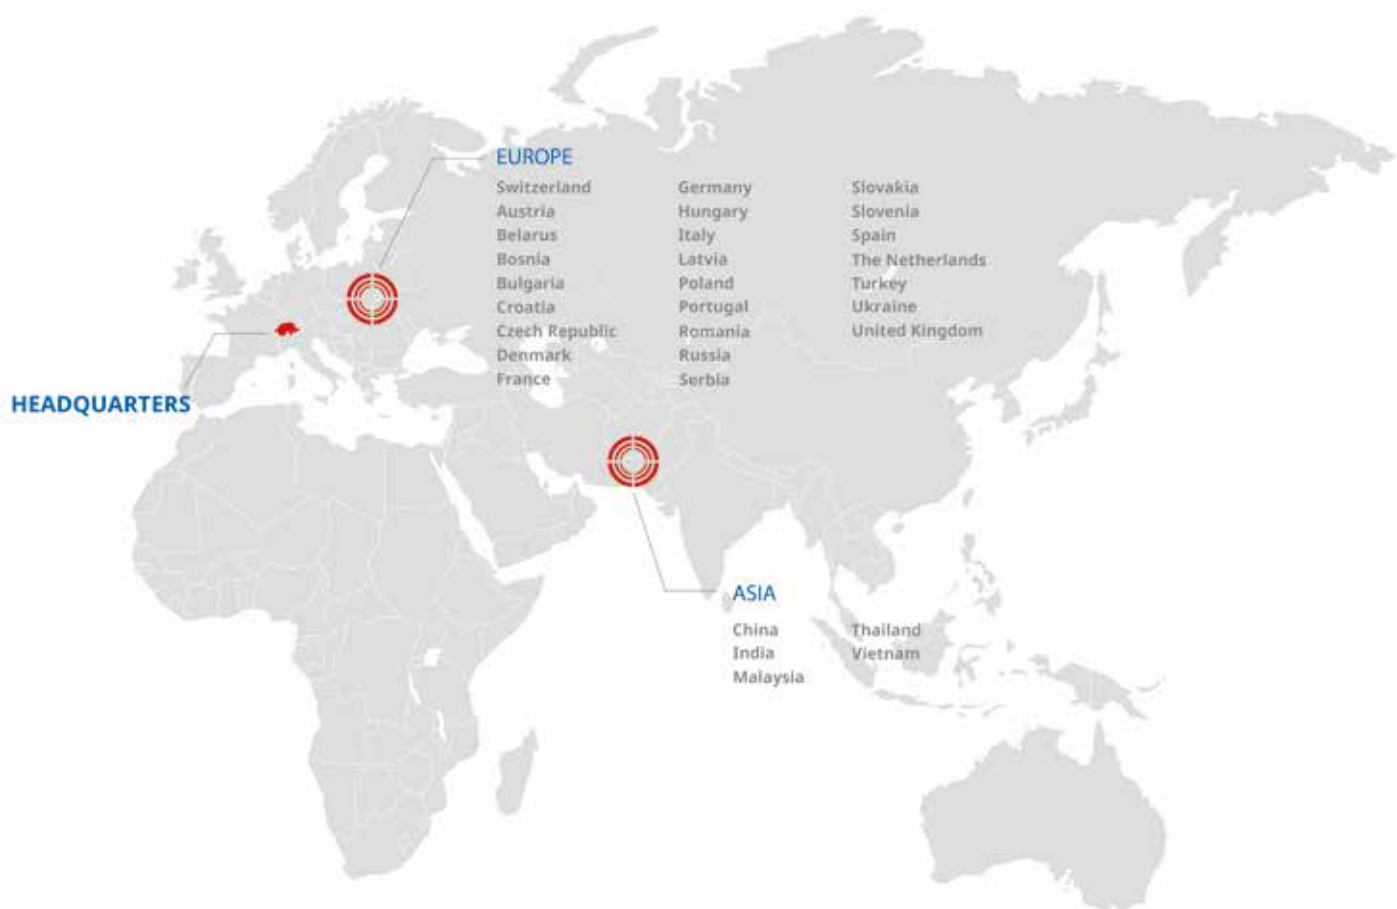 EUROPE
Switzerland
Austria
Belarus
Bosnia
Bulgaria
Croatia
Czech Republic
Denmark
France
Germany
Hungary
Italy
Latvia
Poland
Portugal
Romania
Russia
Serbia
Slovakia
Slovenia
Spain
The Netherlands
Turkey
Ukraine
United Kingdom
HEADQUARTERS
ASIA
China
India
Malaysia
Thailand
Vietnam